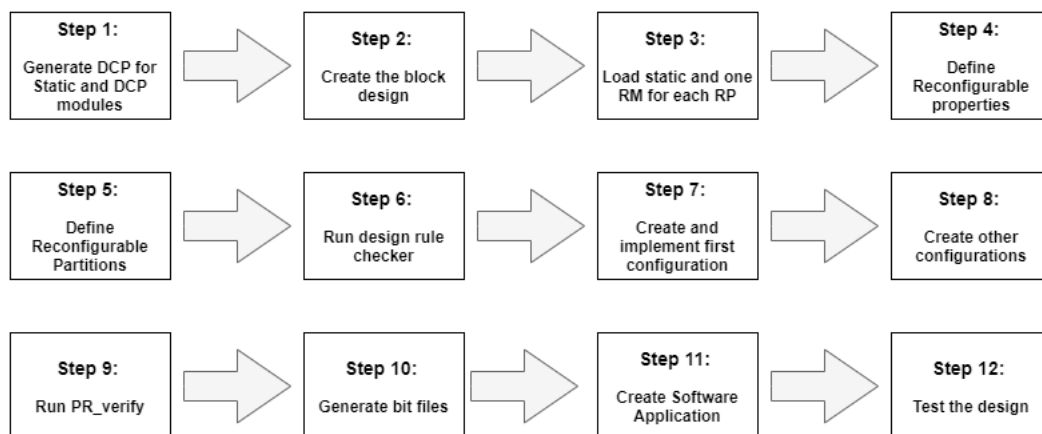 Step 1:
Generate DCP for
Static and DCP
modules
Step 2:
Create the block
design
Step 3:
Load static and one
RM for each RP
Step 4:
Define
Reconfigurable
properties
Step 5:
Define
Reconfigurable
Partitions
Step 6:
Run design rule
checker
Step 7:
Create and
implement first
configuration
Step 8:
Create other
configurations
Step 9:
Run PR_verify
Step 10:
Generate bit files
Step 11:
Create Software
Application
Step 12:
Test the design